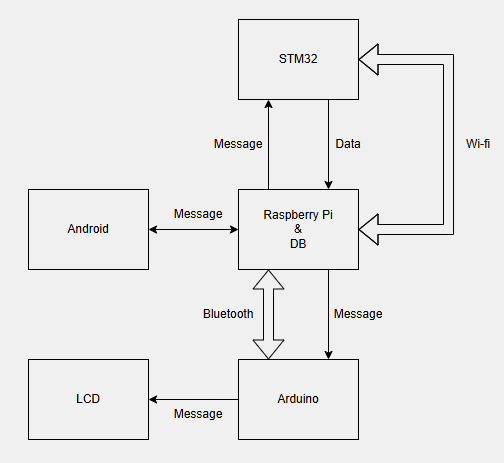 STM32
Message
Data
Wi-fi
Android
Message
Raspberry Pi
&
DB
Bluetooth
Message
LCD
Message
Arduino